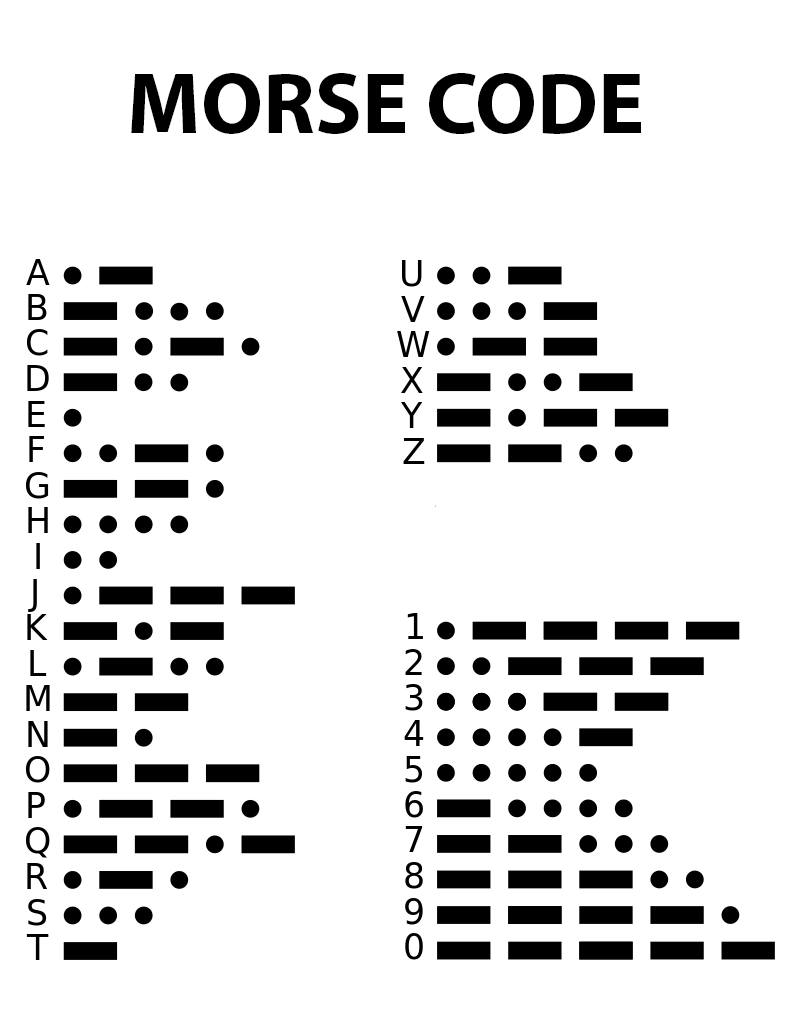 MORSE CODE
A • –
B – • • •
C – • – •
D – • •
E •
F • • – •
G – – •
H • • • •
I • •
J • – – –
K – • –
L • – • •
M – –
N – •
O – – –
P • – – •
Q – – • –
R • – •
S • • •
T –
U • • –
V • • • –
W • – –
X – • • –
Y – • – –
Z – – • •
1 • – – – –
2 • • – – –
3 • • • – –
4 • • • • –
5 • • • • •
6 – • • • •
7 – – • • •
8 – – – • •
9 – – – – •
0 – – – – –